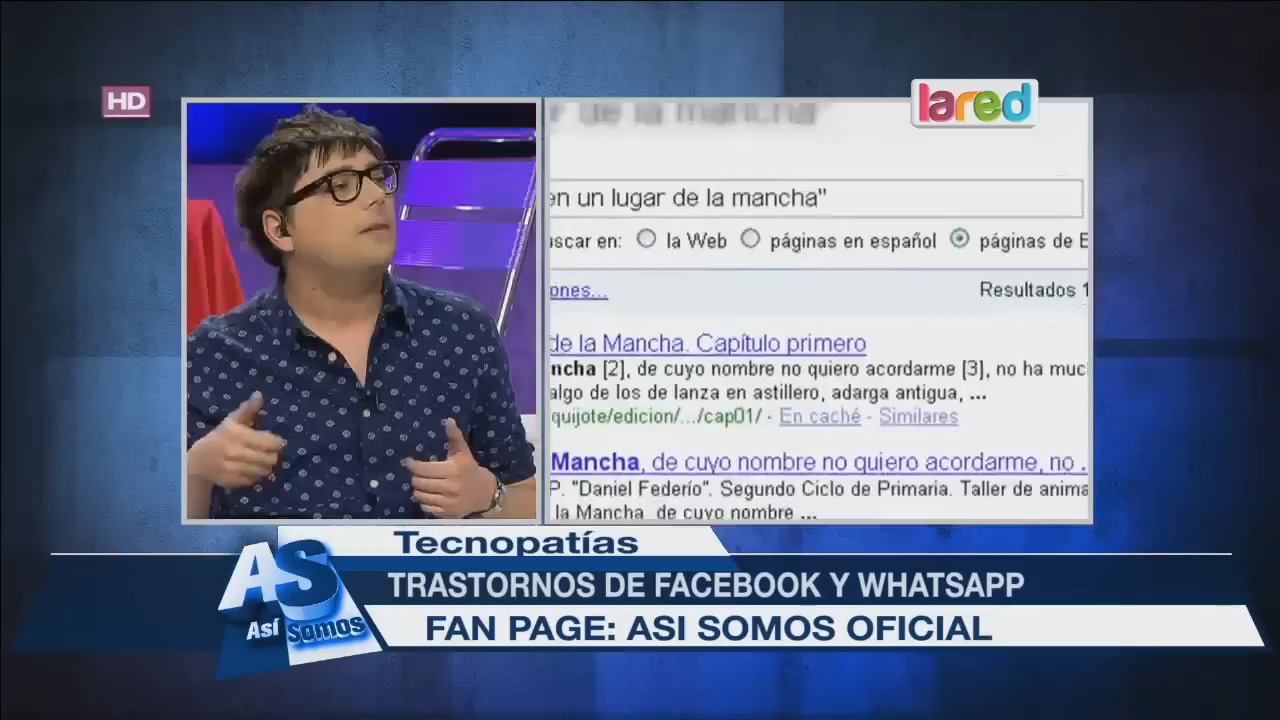 HD
lared
r de la mancha"
en un lugar de la mancha"
scar en: la Web páginas en español páginas de E
ones...
Resultados 1
de la Mancha. Capítulo primero
ncha [2], de cuyo nombre no quiero acordarme [3], no ha muc
algo de los de lanza en astillero, adarga antigua, ...
quijote/edicion/.../cap01/ - En caché - Similares
Mancha, de cuyo nombre no quiero acordarme, no .
P. "Daniel Federío". Segundo Ciclo de Primaria. Taller de anima
la Mancha, de cuyo nombre ...
Tecnopatías
TRASTORNOS DE FACEBOOK Y WHATSAPP
FAN PAGE: ASI SOMOS OFICIAL
AS
Así Somos